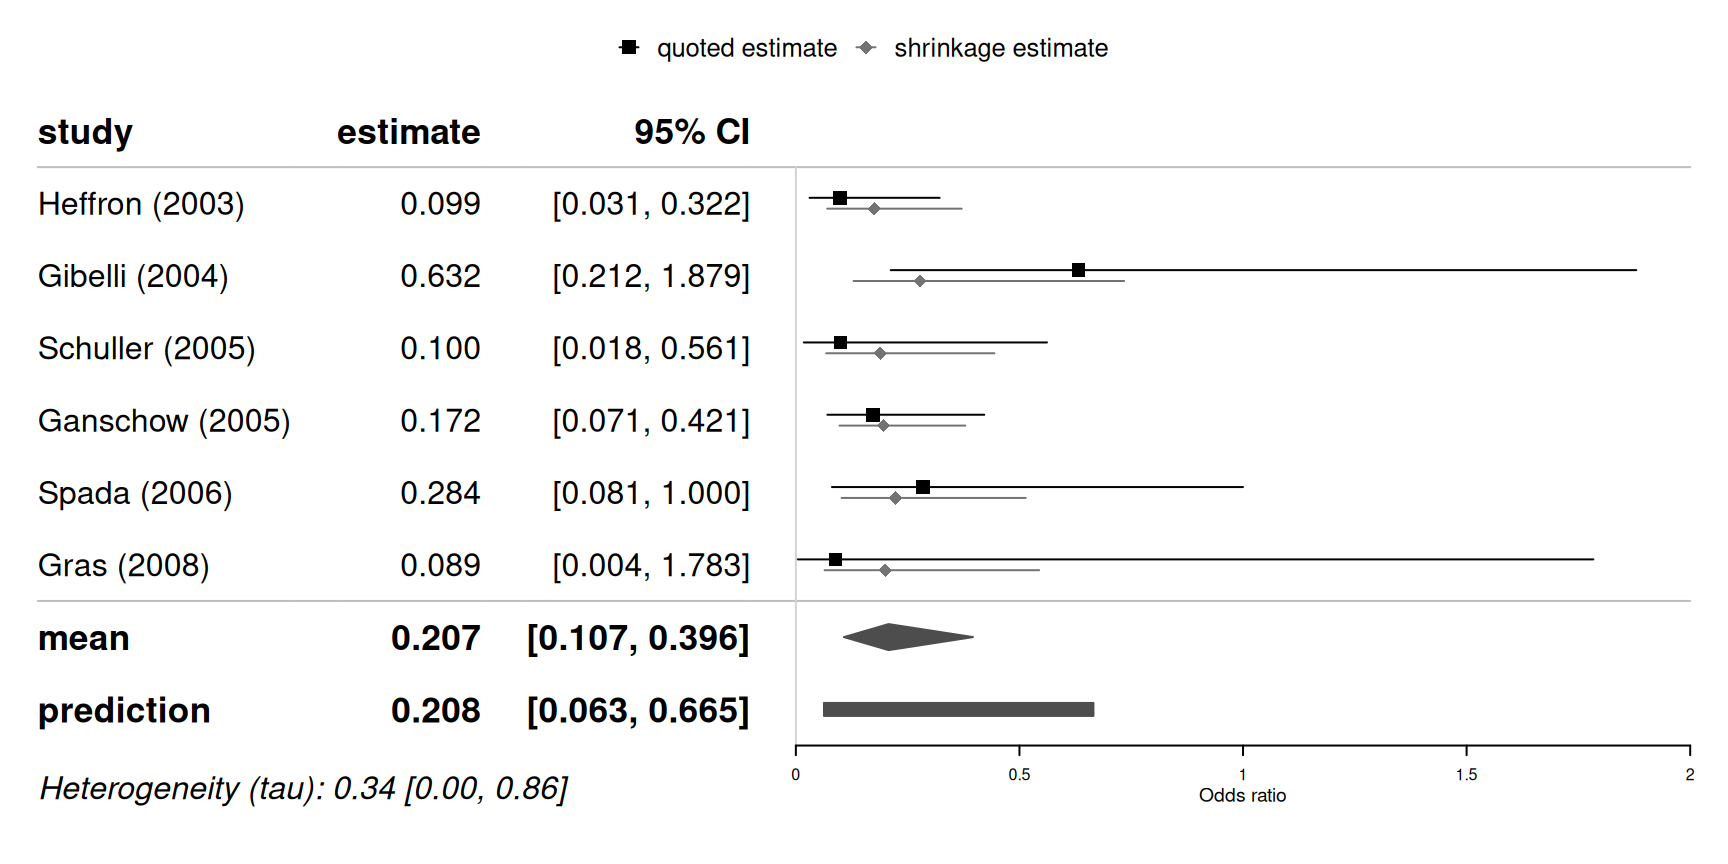 quoted estimate shrinkage estimate
study estimate 95% CI
Heffron (2003) 0.099 [0.031, 0.322]
Gibelli (2004) 0.632 [0.212, 1.879]
Schuller (2005) 0.100 [0.018, 0.561]
Ganschow (2005) 0.172 [0.071, 0.421]
Spada (2006) 0.284 [0.081, 1.000]
Gras (2008) 0.089 [0.004, 1.783]
mean 0.207 [0.107, 0.396]
prediction 0.208 [0.063, 0.665]
0 0.5 1 1.5 2
Heterogeneity (tau): 0.34 [0.00, 0.86]
Odds ratio